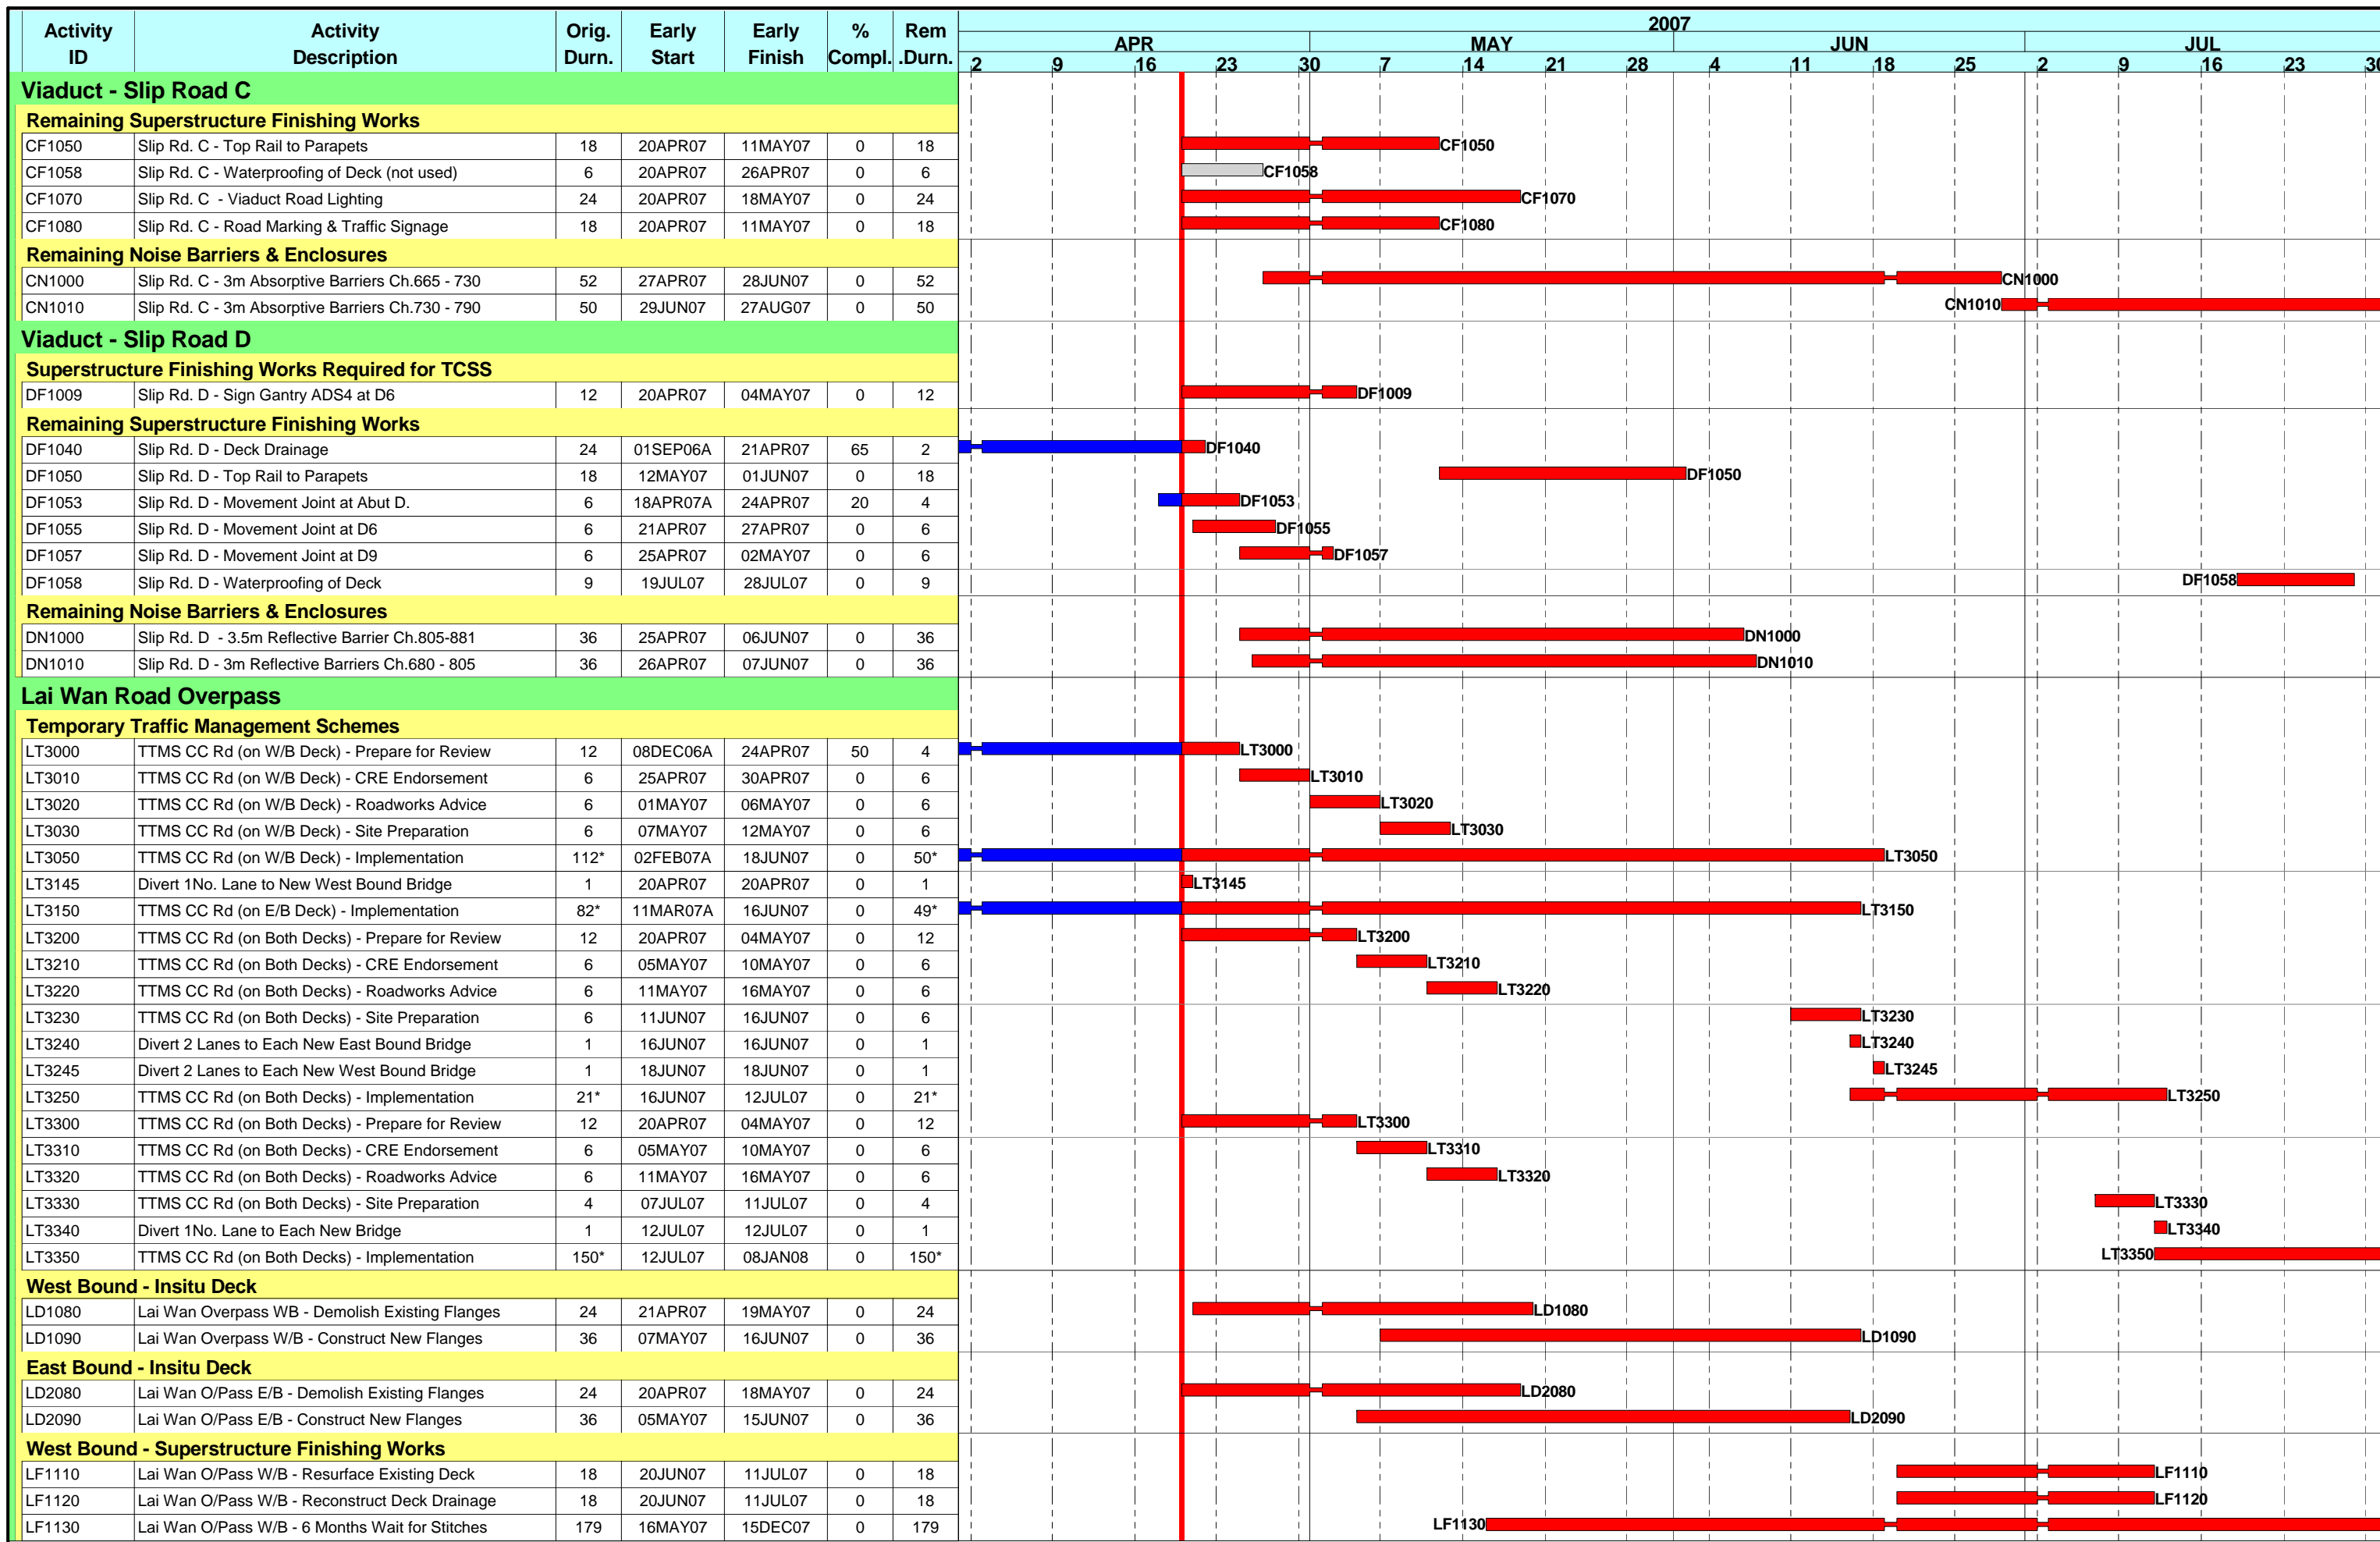 2007
Activity Activity Orig. Early Early % Rem
APR MAY JUN JUL
ID Description Durn. Start Finish Compl. .Durn.
2 9 16 23 30 7 14 21 28 4 11 18 25 2 9 16 23 30
Viaduct - Slip Road C
Remaining Superstructure Finishing Works
CF1050 Slip Rd. C - Top Rail to Parapets 18 20APR07 11MAY07 0 18 CF1050
CF1058 Slip Rd. C - Waterproofing of Deck (not used) 6 20APR07 26APR07 0 6 CF1058
CF1070 Slip Rd. C - Viaduct Road Lighting 24 20APR07 18MAY07 0 24 CF1070
CF1080 Slip Rd. C - Road Marking & Traffic Signage 18 20APR07 11MAY07 0 18 CF1080
Remaining Noise Barriers & Enclosures
CN1000 Slip Rd. C - 3m Absorptive Barriers Ch.665 - 730 52 27APR07 28JUN07 0 52 CN1000
CN1010 Slip Rd. C - 3m Absorptive Barriers Ch.730 - 790 50 29JUN07 27AUG07 0 50 CN1010
Viaduct - Slip Road D
Superstructure Finishing Works Required for TCSS
DF1009 Slip Rd. D - Sign Gantry ADS4 at D6 12 20APR07 04MAY07 0 12 DF1009
Remaining Superstructure Finishing Works
DF1040 Slip Rd. D - Deck Drainage 24 01SEP06A 21APR07 65 2 DF1040
DF1050 Slip Rd. D - Top Rail to Parapets 18 12MAY07 01JUN07 0 18 DF1050
DF1053 Slip Rd. D - Movement Joint at Abut D. 6 18APR07A 24APR07 20 4 DF1053
DF1055 Slip Rd. D - Movement Joint at D6 6 21APR07 27APR07 0 6 DF1055
DF1057 Slip Rd. D - Movement Joint at D9 6 25APR07 02MAY07 0 6 DF1057
DF1058 Slip Rd. D - Waterproofing of Deck 9 19JUL07 28JUL07 0 9 DF1058
Remaining Noise Barriers & Enclosures
DN1000 Slip Rd. D - 3.5m Reflective Barrier Ch.805-881 36 25APR07 06JUN07 0 36 DN1000
DN1010 Slip Rd. D - 3m Reflective Barriers Ch.680 - 805 36 26APR07 07JUN07 0 36 DN1010
Lai Wan Road Overpass
Temporary Traffic Management Schemes
LT3000 TTMS CC Rd (on W/B Deck) - Prepare for Review 12 08DEC06A 24APR07 50 4 LT3000
LT3010 TTMS CC Rd (on W/B Deck) - CRE Endorsement 6 25APR07 30APR07 0 6 LT3010
LT3020 TTMS CC Rd (on W/B Deck) - Roadworks Advice 6 01MAY07 06MAY07 0 6 LT3020
LT3030 TTMS CC Rd (on W/B Deck) - Site Preparation 6 07MAY07 12MAY07 0 6 LT3030
LT3050 TTMS CC Rd (on W/B Deck) - Implementation 112* 02FEB07A 18JUN07 0 50* LT3050
LT3145 Divert 1No. Lane to New West Bound Bridge 1 20APR07 20APR07 0 1 LT3145
LT3150 TTMS CC Rd (on E/B Deck) - Implementation 82* 11MAR07A 16JUN07 0 49* LT3150
LT3200 TTMS CC Rd (on Both Decks) - Prepare for Review 12 20APR07 04MAY07 0 12 LT3200
LT3210 TTMS CC Rd (on Both Decks) - CRE Endorsement 6 05MAY07 10MAY07 0 6 LT3210
LT3220 TTMS CC Rd (on Both Decks) - Roadworks Advice 6 11MAY07 16MAY07 0 6 LT3220
LT3230 TTMS CC Rd (on Both Decks) - Site Preparation 6 11JUN07 16JUN07 0 6 LT3230
LT3240 Divert 2 Lanes to Each New East Bound Bridge 1 16JUN07 16JUN07 0 1 LT3240
LT3245 Divert 2 Lanes to Each New West Bound Bridge 1 18JUN07 18JUN07 0 1 LT3245
LT3250 TTMS CC Rd (on Both Decks) - Implementation 21* 16JUN07 12JUL07 0 21* LT3250
LT3300 TTMS CC Rd (on Both Decks) - Prepare for Review 12 20APR07 04MAY07 0 12 LT3300
LT3310 TTMS CC Rd (on Both Decks) - CRE Endorsement 6 05MAY07 10MAY07 0 6 LT3310
LT3320 TTMS CC Rd (on Both Decks) - Roadworks Advice 6 11MAY07 16MAY07 0 6 LT3320
LT3330 TTMS CC Rd (on Both Decks) - Site Preparation 4 07JUL07 11JUL07 0 4 LT3330
LT3340 Divert 1No. Lane to Each New Bridge 1 12JUL07 12JUL07 0 1 LT3340
LT3350 TTMS CC Rd (on Both Decks) - Implementation 150* 12JUL07 08JAN08 0 150* LT3350
West Bound - Insitu Deck
LD1080 Lai Wan Overpass WB - Demolish Existing Flanges 24 21APR07 19MAY07 0 24 LD1080
LD1090 Lai Wan Overpass W/B - Construct New Flanges 36 07MAY07 16JUN07 0 36 LD1090
East Bound - Insitu Deck
LD2080 Lai Wan O/Pass E/B - Demolish Existing Flanges 24 20APR07 18MAY07 0 24 LD2080
LD2090 Lai Wan O/Pass E/B - Construct New Flanges 36 05MAY07 15JUN07 0 36 LD2090
West Bound - Superstructure Finishing Works
LF1110 Lai Wan O/Pass W/B - Resurface Existing Deck 18 20JUN07 11JUL07 0 18 LF1110
LF1120 Lai Wan O/Pass W/B - Reconstruct Deck Drainage 18 20JUN07 11JUL07 0 18 LF1120
LF1130 Lai Wan O/Pass W/B - 6 Months Wait for Stitches 179 16MAY07 15DEC07 0 179 LF1130